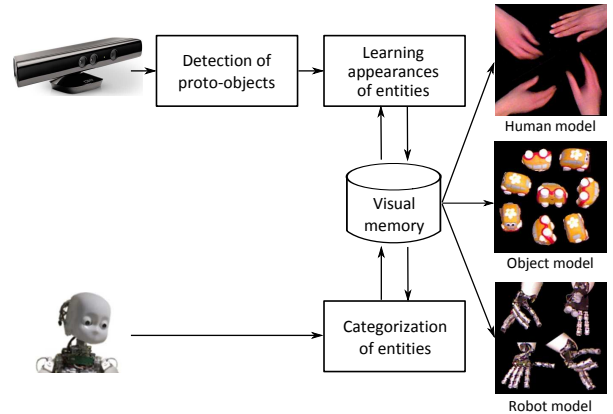 Detection of
proto-objects
Learning
appearances
of entities
Human model
Visual
memory
Object model
Categorization
of entities
Robot model